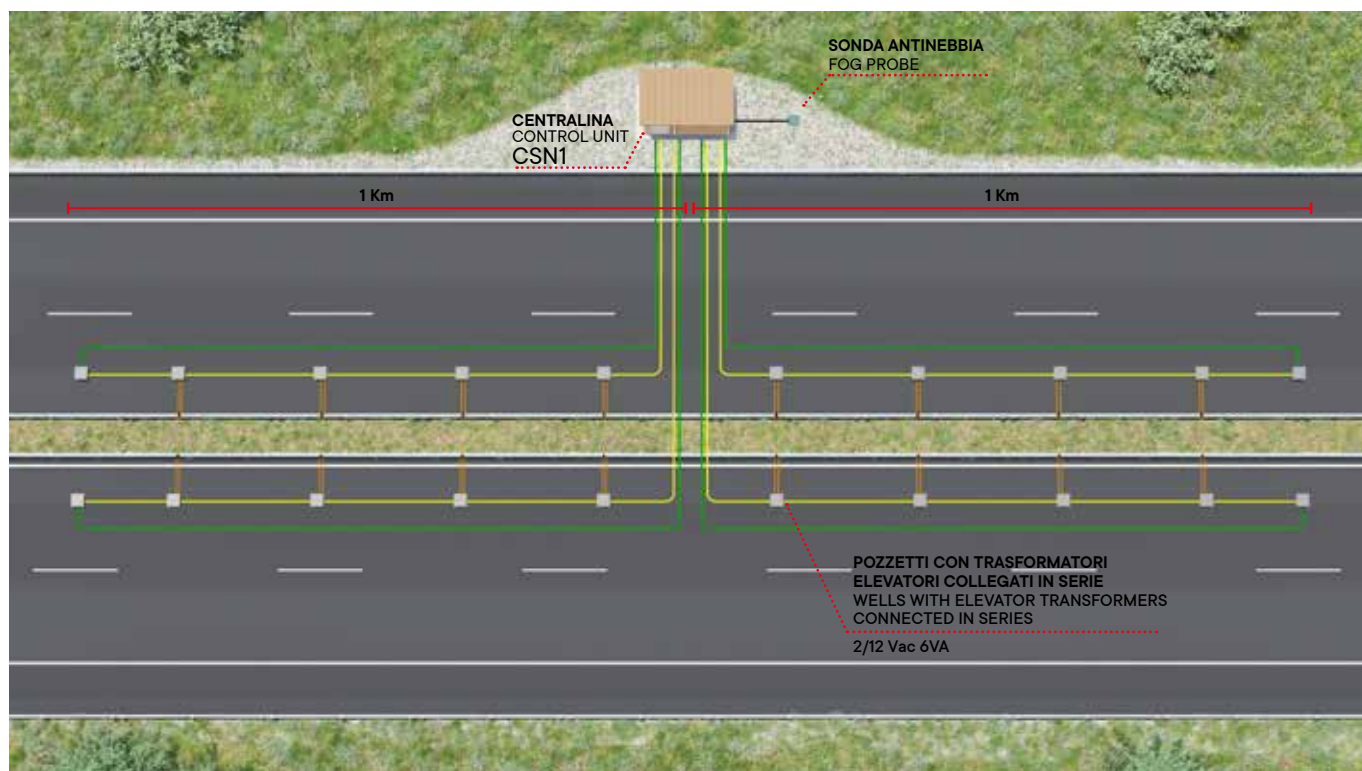 SONDA ANTINEBBIA
FOG PROBE
CENTRALINA
CONTROL UNIT
CSN1
1 Km
1 Km
POZZETTI CON TRASFORMATORI
ELEVATORI COLLEGATI IN SERIE
WELLS WITH ELEVATOR TRANSFORMERS
CONNECTED IN SERIES
2/12 Vac 6VA